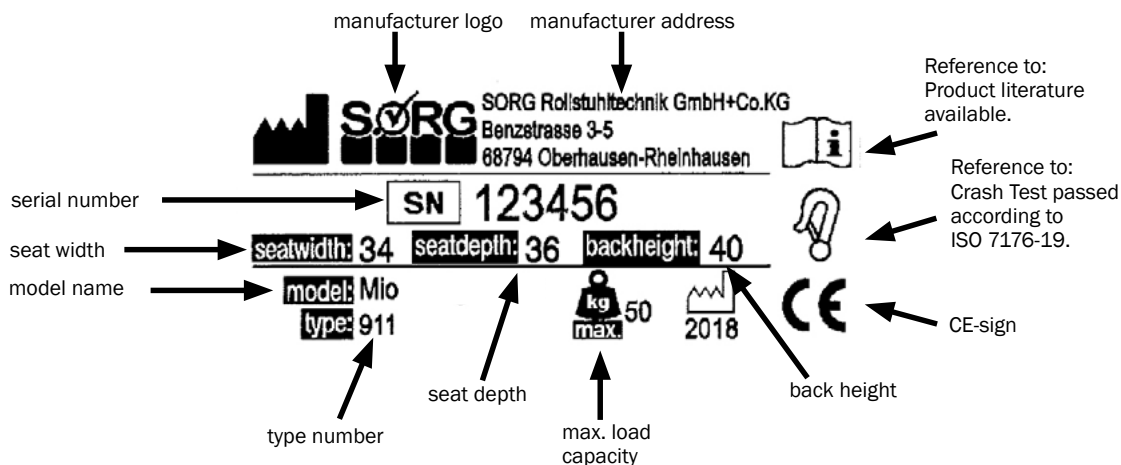 manufacturer logo
manufacturer address
Reference to:
Product literature
available.
SORG
SORG Rollstuhltechnik GmbH+Co.KG
Benzstrasse 3-5
68794 Oberhausen-Rheinhausen
i
Reference to:
Crash Test passed
according to
ISO 7176-19.
serial number
SN 123456
seat width
seatwidth: 34 seatdepth: 36 backheight: 40
model name
model: Mio
type: 911
kg
max. 50
2018
CE
CE-sign
seat depth
back height
type number
max. load
capacity